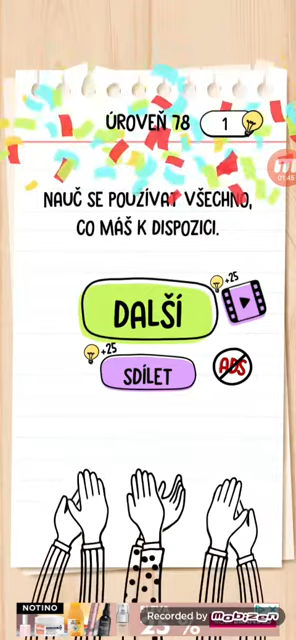 ÚROVEŇ 78
1
01:45
NAUČ SE POUŽÍVAT VŠECHNO,
CO MÁŠ K DISPOZICI.
+25
DALŠÍ
+25
SDÍLET
ADS
NOTINO
Recorded by Mobizen